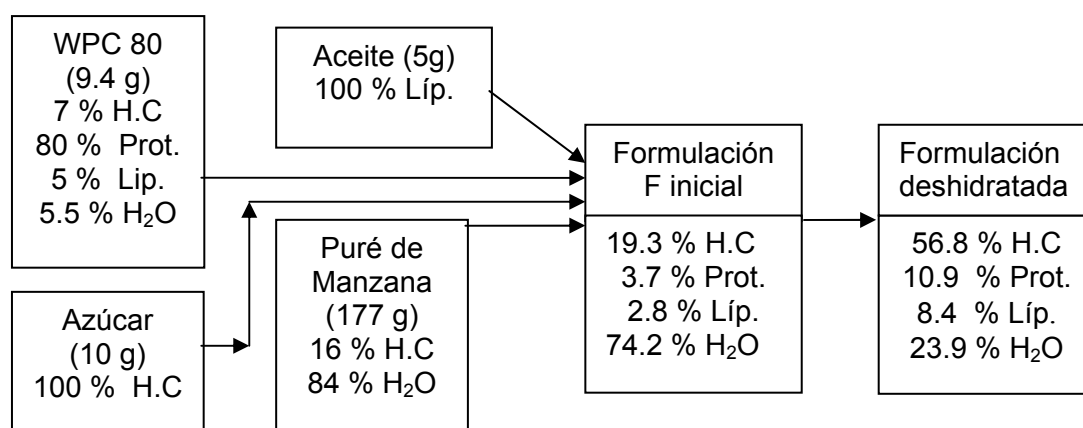 WPC 80
(9.4 g)
7 % H.C
80 % Prot.
5 % Lip.
5.5 % H₂O
Azúcar
(10 g)
100 % H.C
Aceite (5g)
100 % Líp.
Puré de
Manzana
(177 g)
16 % H.C
84 % H₂O
Formulación
F inicial
19.3 % H.C
3.7 % Prot.
2.8 % Líp.
74.2 % H₂O
Formulación
deshidratada
56.8 % H.C
10.9 % Prot.
8.4 % Líp.
23.9 % H₂O